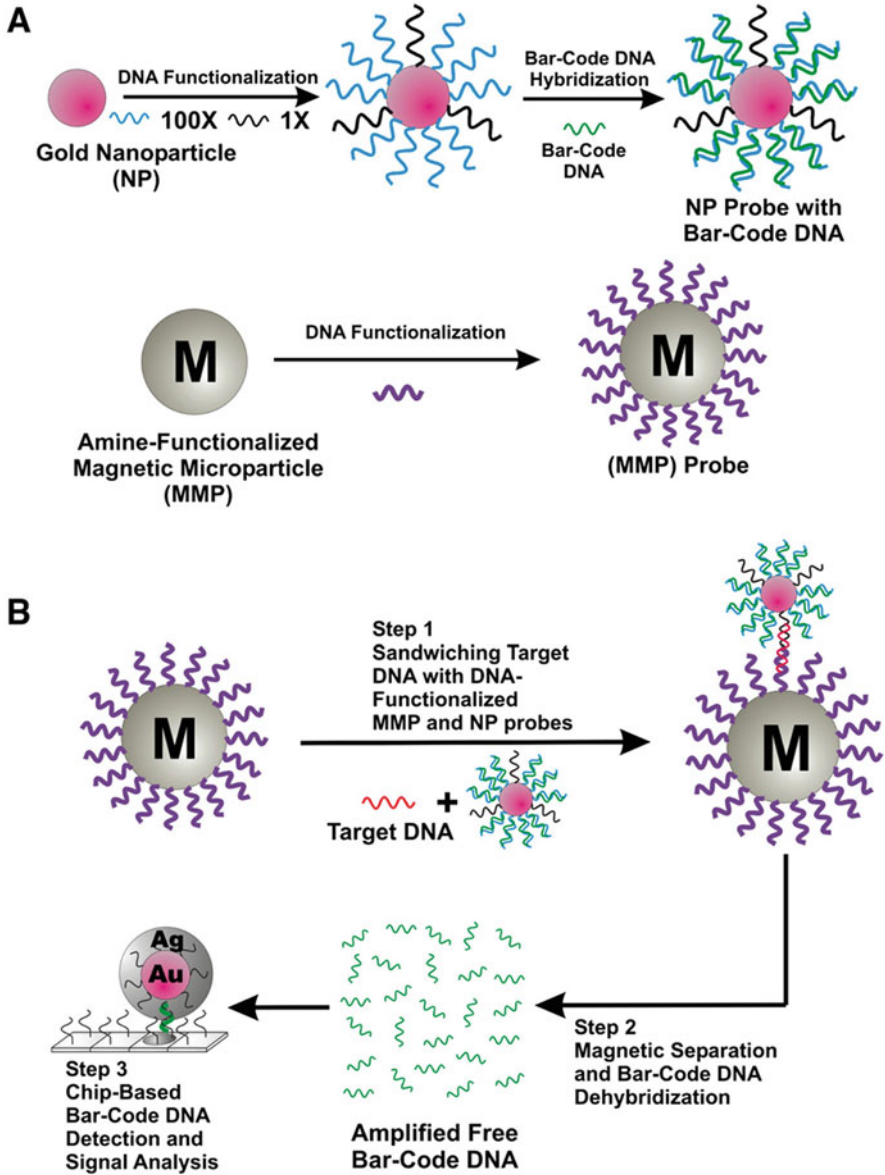 A
DNA Functionalization
100X 1X
Gold Nanoparticle
(NP)
Bar-Code DNA
Hybridization
Bar-Code
DNA
NP Probe with
Bar-Code DNA
M
Amine-Functionalized
Magnetic Microparticle
(MMP)
DNA Functionalization
M
(MMP) Probe
B
M
Step 1
Sandwiching Target
DNA with DNA-
Functionalized
MMP and NP probes
+
Target DNA
M
Step 2
Magnetic Separation
and Bar-Code DNA
Dehybridization
Amplified Free
Bar-Code DNA
Ag
Au
Step 3
Chip-Based
Bar-Code DNA
Detection and
Signal Analysis